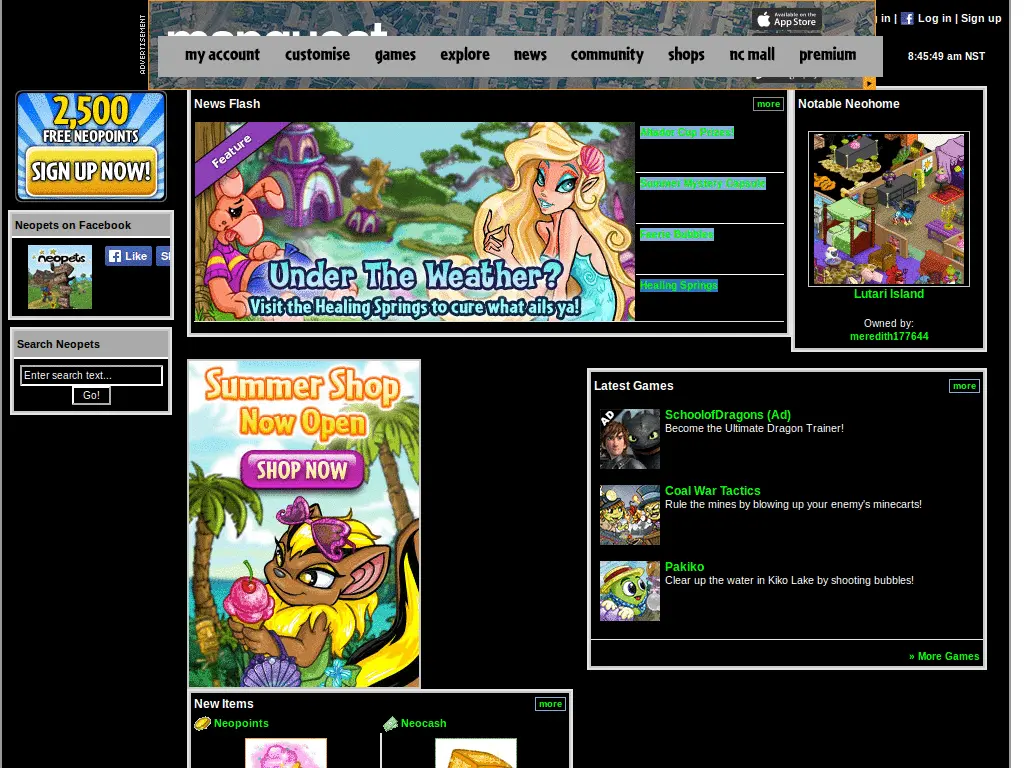 ADVERTISEMENT
Available on the
App Store
in | Log in | Sign up
my account customise games explore news community shops nc mall premium
8:45:49 am NST
2,500
FREE NEOPOINTS
SIGN UP NOW!
Neopets on Facebook
neopets
Like
Search Neopets
Enter search text...
Go!
News Flash
more
Feature
Under The Weather?
Visit the Healing Springs to cure what ails ya!
Altador Cup Prizes!
Summer Mystery Capsule
Faerie Bubbles
Healing Springs
Notable Neohome
Lutari Island
Owned by:
meredith177644
Summer Shop
Now Open
SHOP NOW
Latest Games
more
AD
SchoolofDragons (Ad)
Become the Ultimate Dragon Trainer!
Coal War Tactics
Rule the mines by blowing up your enemy's minecarts!
Pakiko
Clear up the water in Kiko Lake by shooting bubbles!
» More Games
New Items
more
Neopoints
Neocash